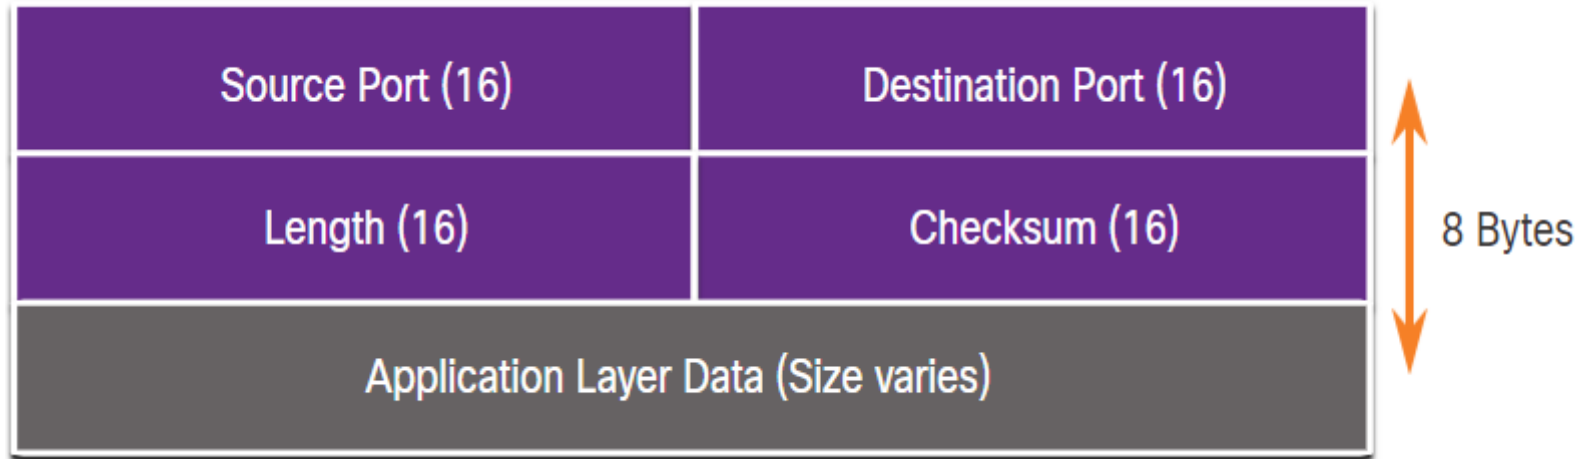 Source Port (16) Destination Port (16)
Length (16) Checksum (16)
8 Bytes
Application Layer Data (Size varies)